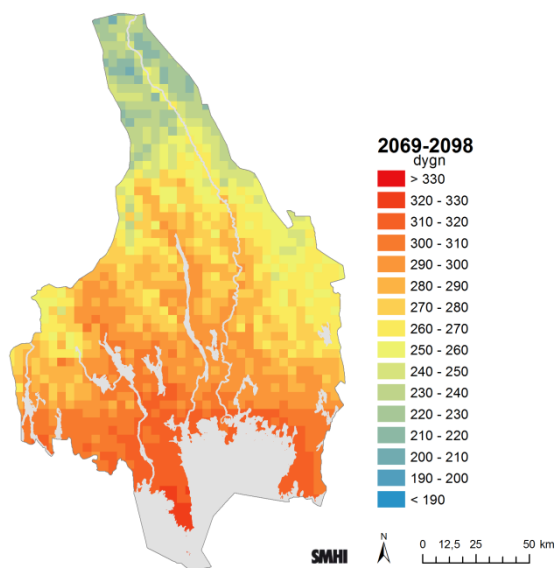 2069-2098
dygn
> 330
320 - 330
310 - 320
300 - 310
290 - 300
280 - 290
270 - 280
260 - 270
250 - 260
240 - 250
230 - 240
220 - 230
210 - 220
200 - 210
190 - 200
< 190
N
SMHI
0 12,5 25 50 km